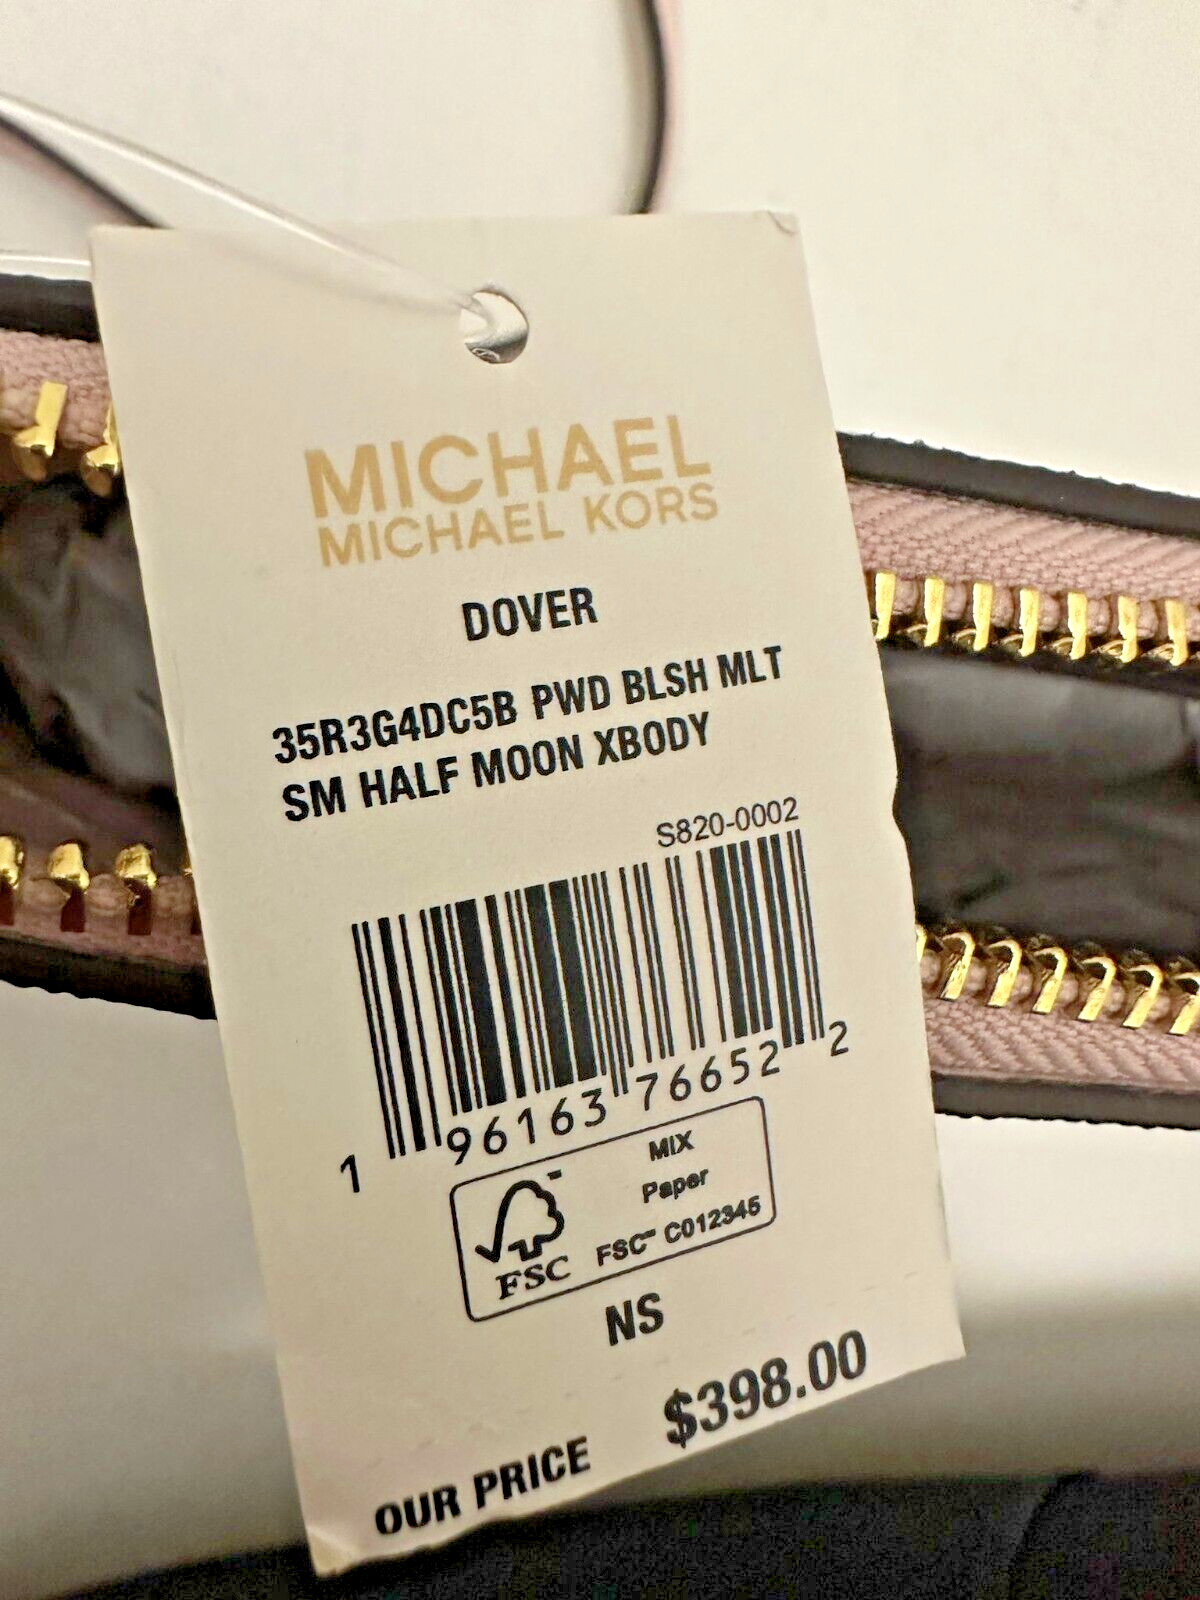 MICHAEL
MICHAEL KORS
DOVER
35R3G4DC5B PWD BLSH MLT
SM HALF MOON XBODY
S820-0002
1 96163 76652 2
MIX
Paper
FSC™ C012345
FSC
NS
$398.00
OUR PRICE